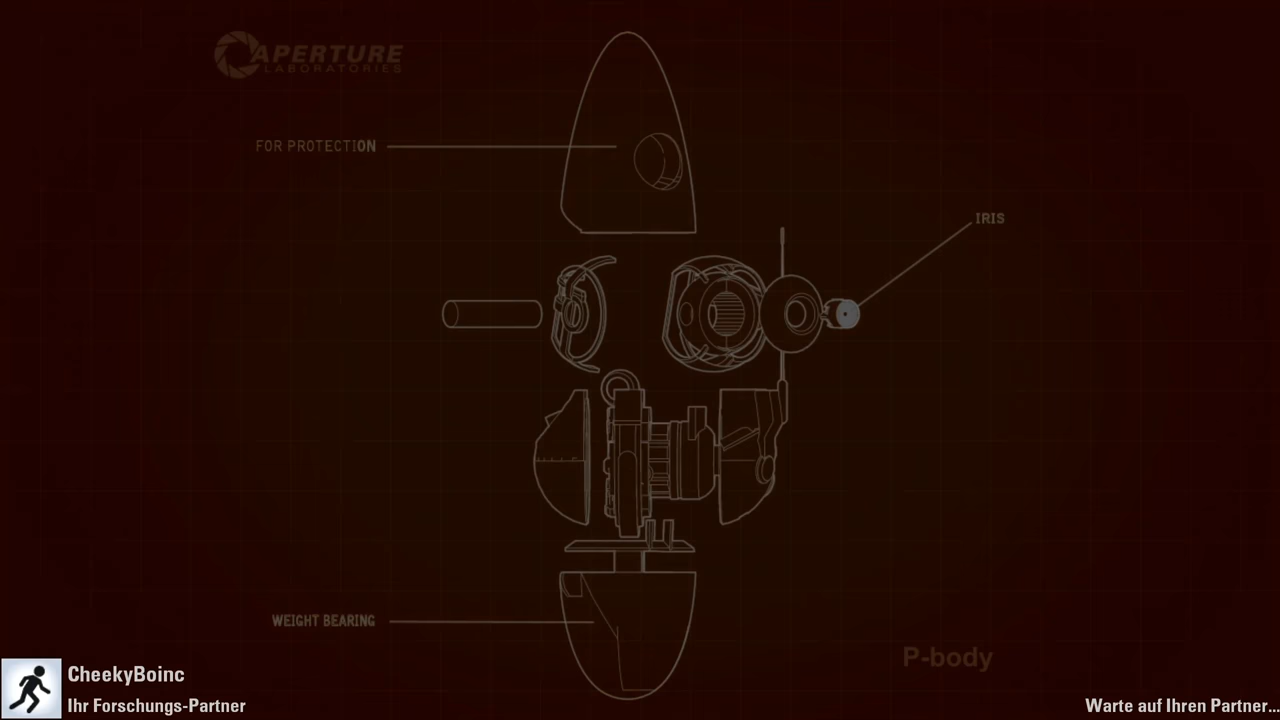 APERTURE
LABORATORIES
FOR PROTECTION
IRIS
WEIGHT BEARING
P-body
CheekyBoinc
Ihr Forschungs-Partner
Warte auf Ihren Partner...